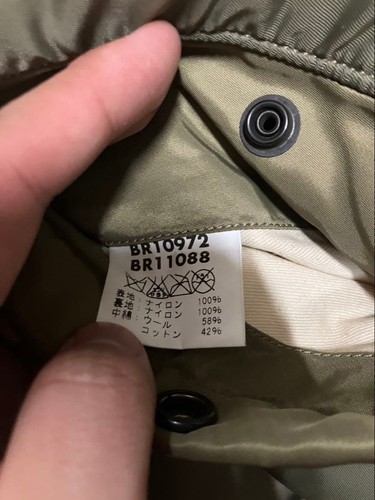 BR10972
BR11088
表地：ナイロン 100%
裏地：ナイロン 100%
中綿：ウール 58%
コットン 42%